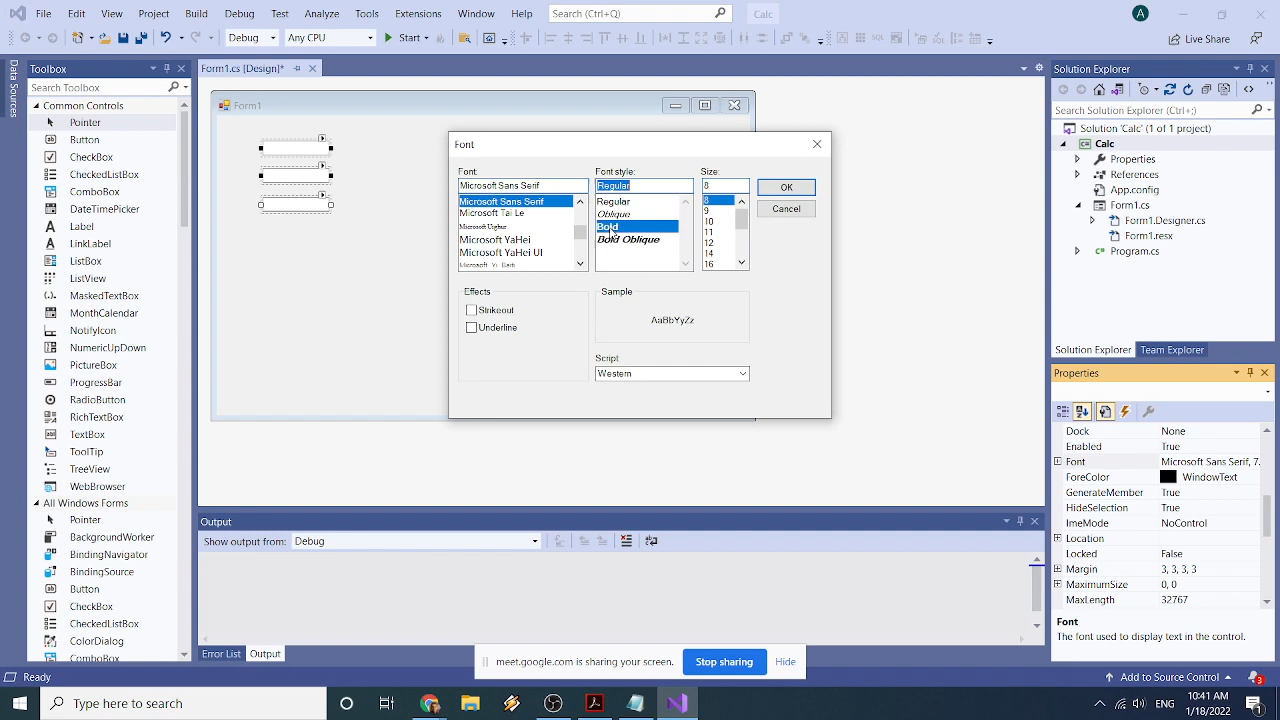 File
Edit
View
Project
Build
Debug
Test
Analyze
Tools
Extensions
Window
Help
Search (Ctrl+Q)
Calc
A
Debug
Any CPU
Start
Live Share
Data Sources
Toolbox
Search Toolbox
Common Controls
Pointer
Button
CheckBox
CheckedListBox
ComboBox
DateTimePicker
Label
LinkLabel
ListBox
ListView
MaskedTextBox
MonthCalendar
NotifyIcon
NumericUpDown
PictureBox
ProgressBar
RadioButton
RichTextBox
TextBox
ToolTip
TreeView
WebBrowser
All Windows Forms
Pointer
BackgroundWorker
BindingNavigator
BindingSource
Button
CheckBox
CheckedListBox
ColorDialog
ComboBox
Form1.cs [Design]*
Form1
Font
Font:
Microsoft Sans Serif
Microsoft Sans Serif
Microsoft Tai Le
Microsoft Uighur
Microsoft YaHei
Microsoft YaHei UI
Microsoft Yi Baiti
Font style:
Regular
Regular
Oblique
Bold
Bold Oblique
Size:
8
8
9
10
11
12
14
16
OK
Cancel
Effects
Strikeout
Underline
Sample
AaBbYyZz
Script
Western
Output
Show output from:
Debug
Error List
Output
Solution Explorer
Search Solution Explorer (Ctrl+;)
Solution 'Calc' (1 of 1 project)
Calc
Properties
References
App.config
Form1.cs
Form1.Designer.cs
Form1.resx
Program.cs
Solution Explorer
Team Explorer
Properties
Dock None
Enabled True
Font Microsoft Sans Serif, 7.
ForeColor WindowText
GenerateMember True
HideSelection True
ImeMode NoControl
Location
Locked False
Margin 3, 3, 3, 3
MaximumSize 0, 0
MaxLength 32767
Font
The font used to display text in the control.
meet.google.com is sharing your screen.
Stop sharing
Hide
Ready
Add to Source Control
3
Type here to search
10:41 AM
1/18/2022